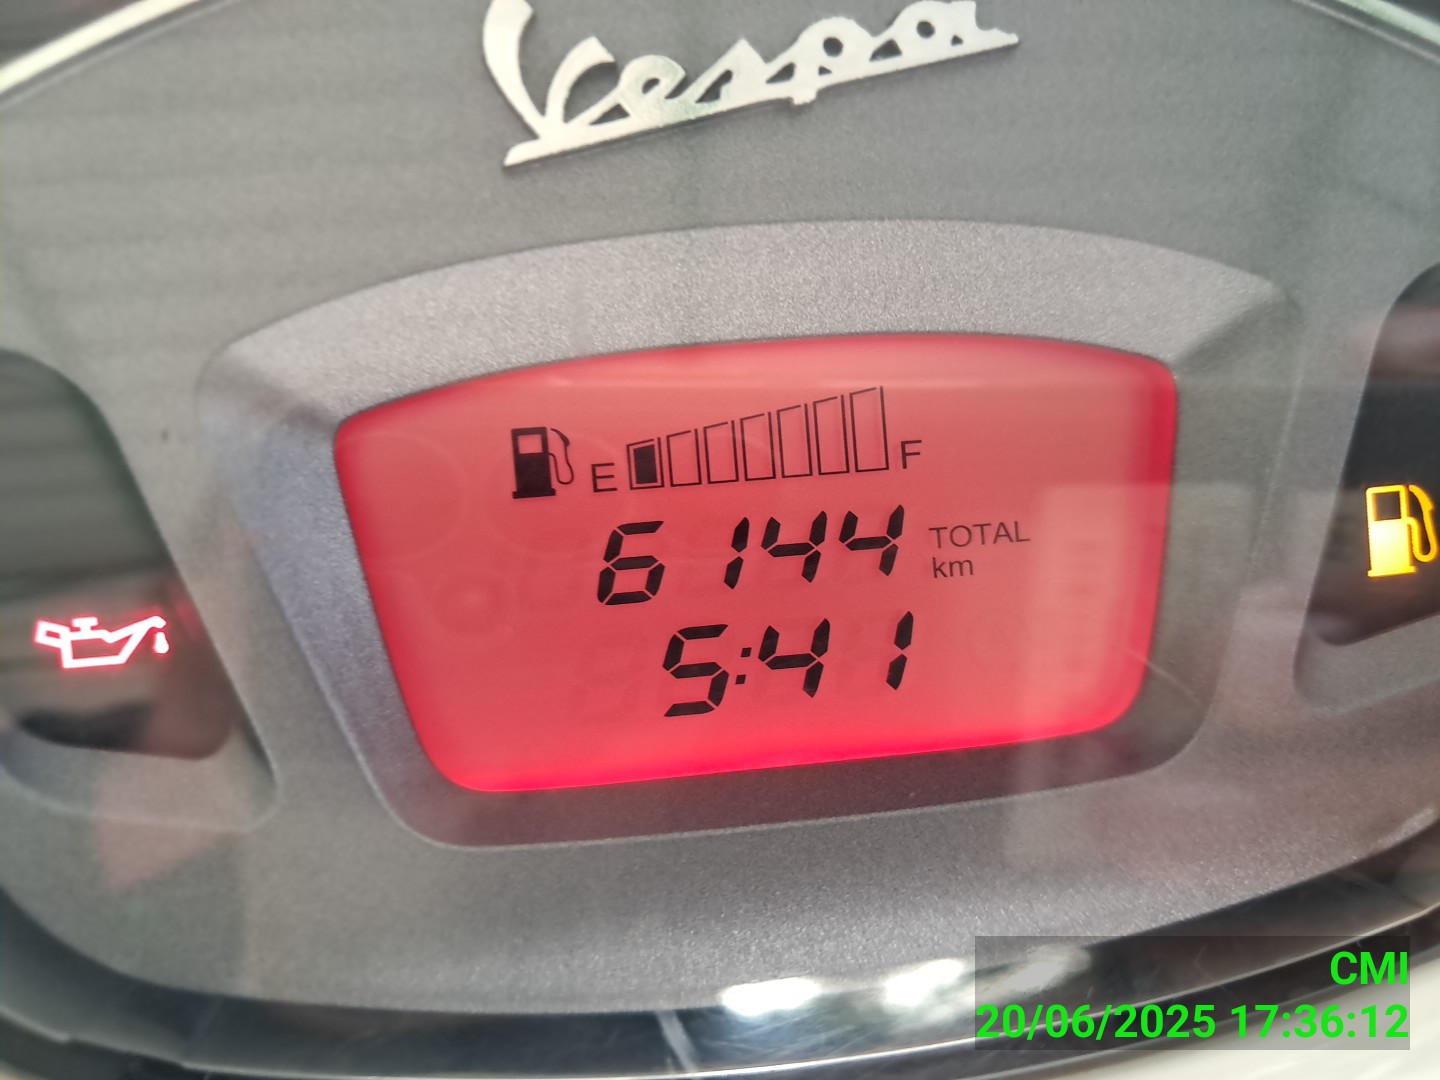 Vespa
E F
6144 TOTAL
km
5:41
CMI
20/06/2025 17:36:12